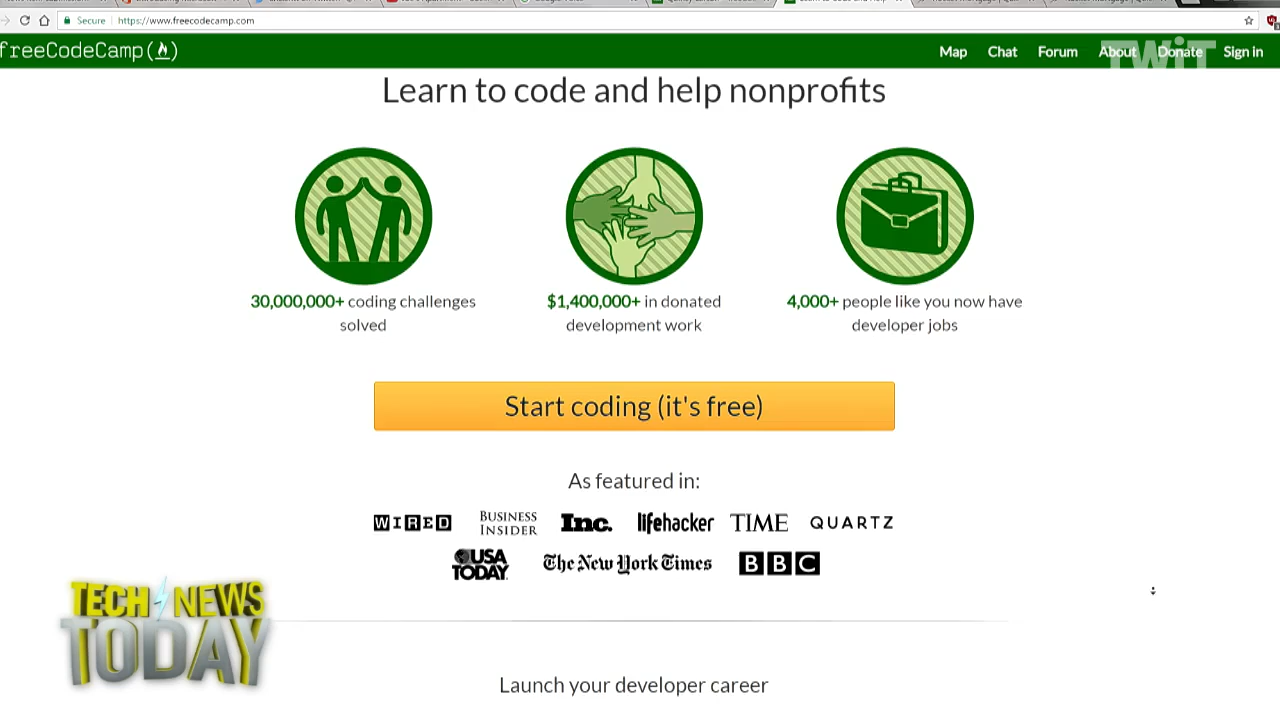 Secure
https://www.freecodecamp.com
freeCodeCamp
Map Chat Forum About Donate Sign in
TWiT
Learn to code and help nonprofits
30,000,000+ coding challenges
solved
$1,400,000+ in donated
development work
4,000+ people like you now have
developer jobs
Start coding (it's free)
As featured in:
WIRED BUSINESS INSIDER Inc. lifehacker TIME QUARTZ
USA TODAY The New York Times BBC
TECH NEWS
TODAY
Launch your developer career